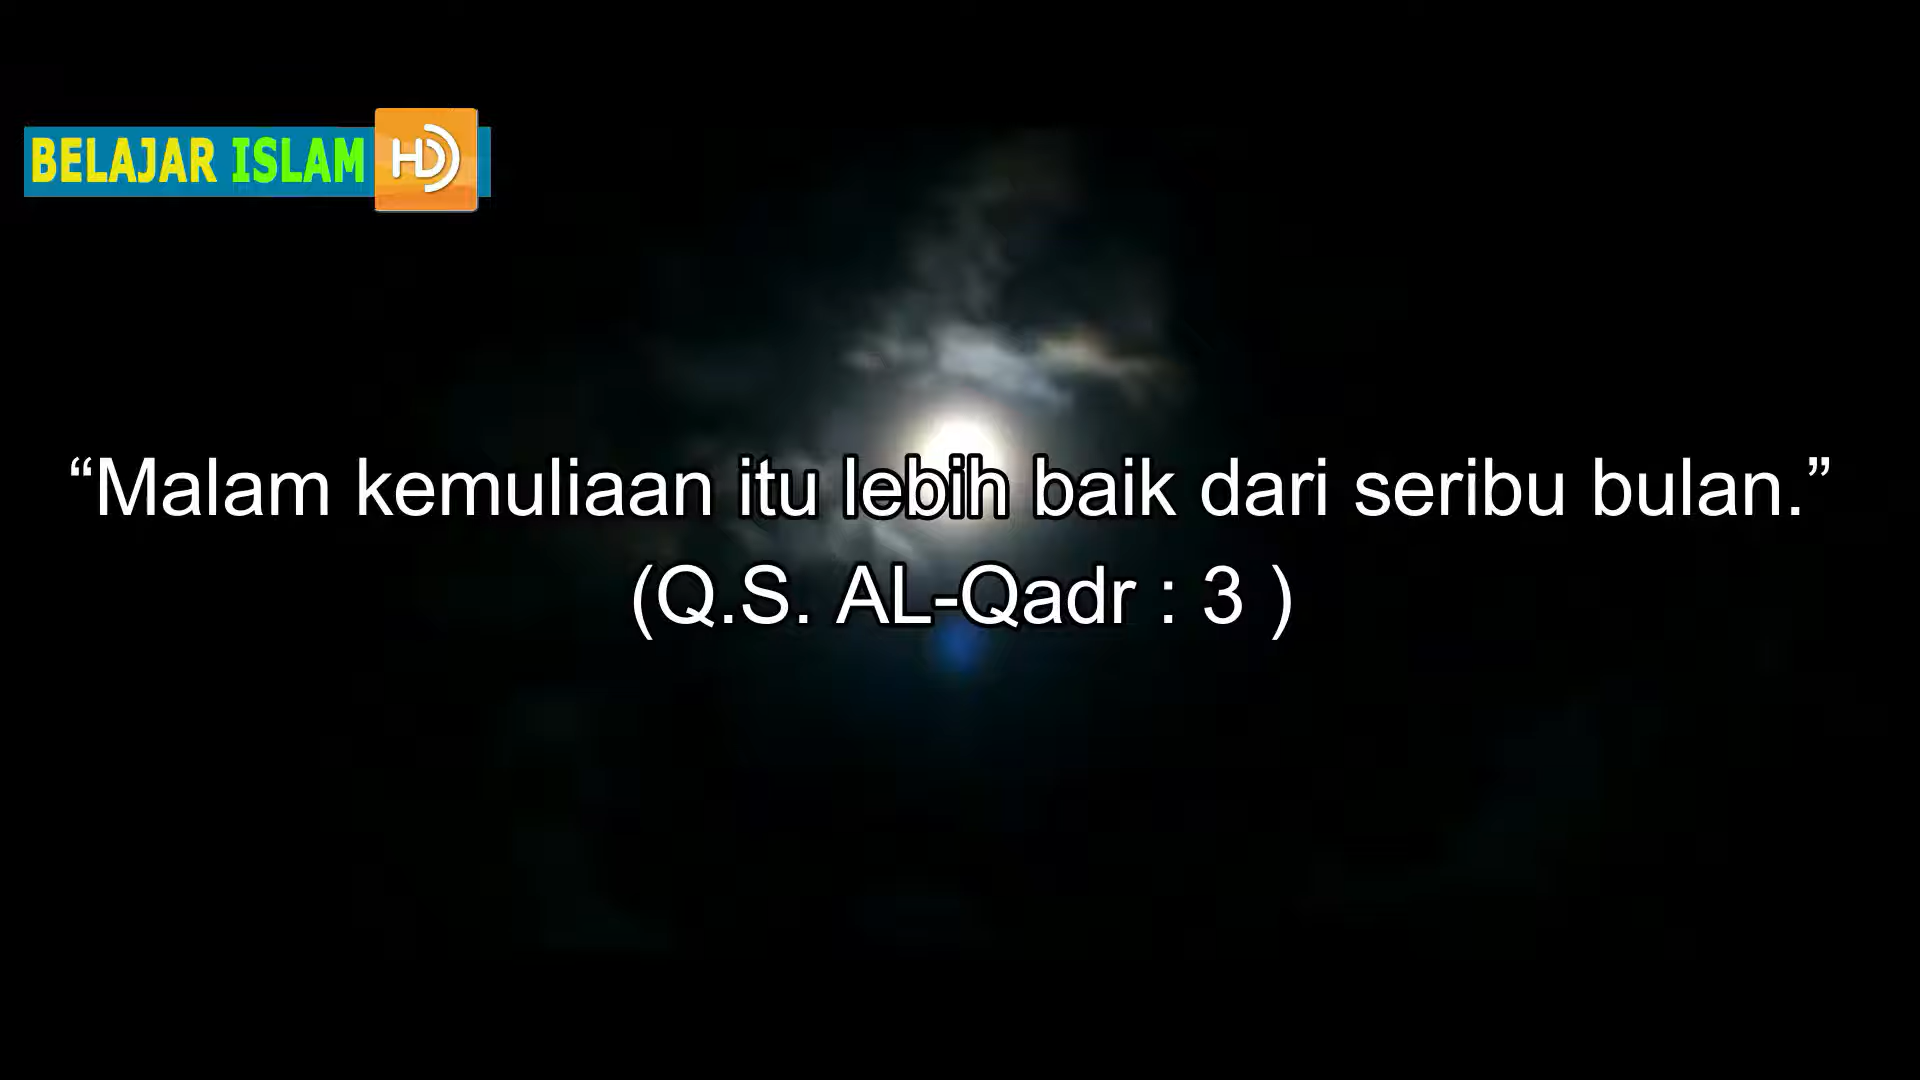 BELAJAR ISLAM HD
“Malam kemuliaan itu lebih baik dari seribu bulan.”
(Q.S. AL-Qadr : 3 )